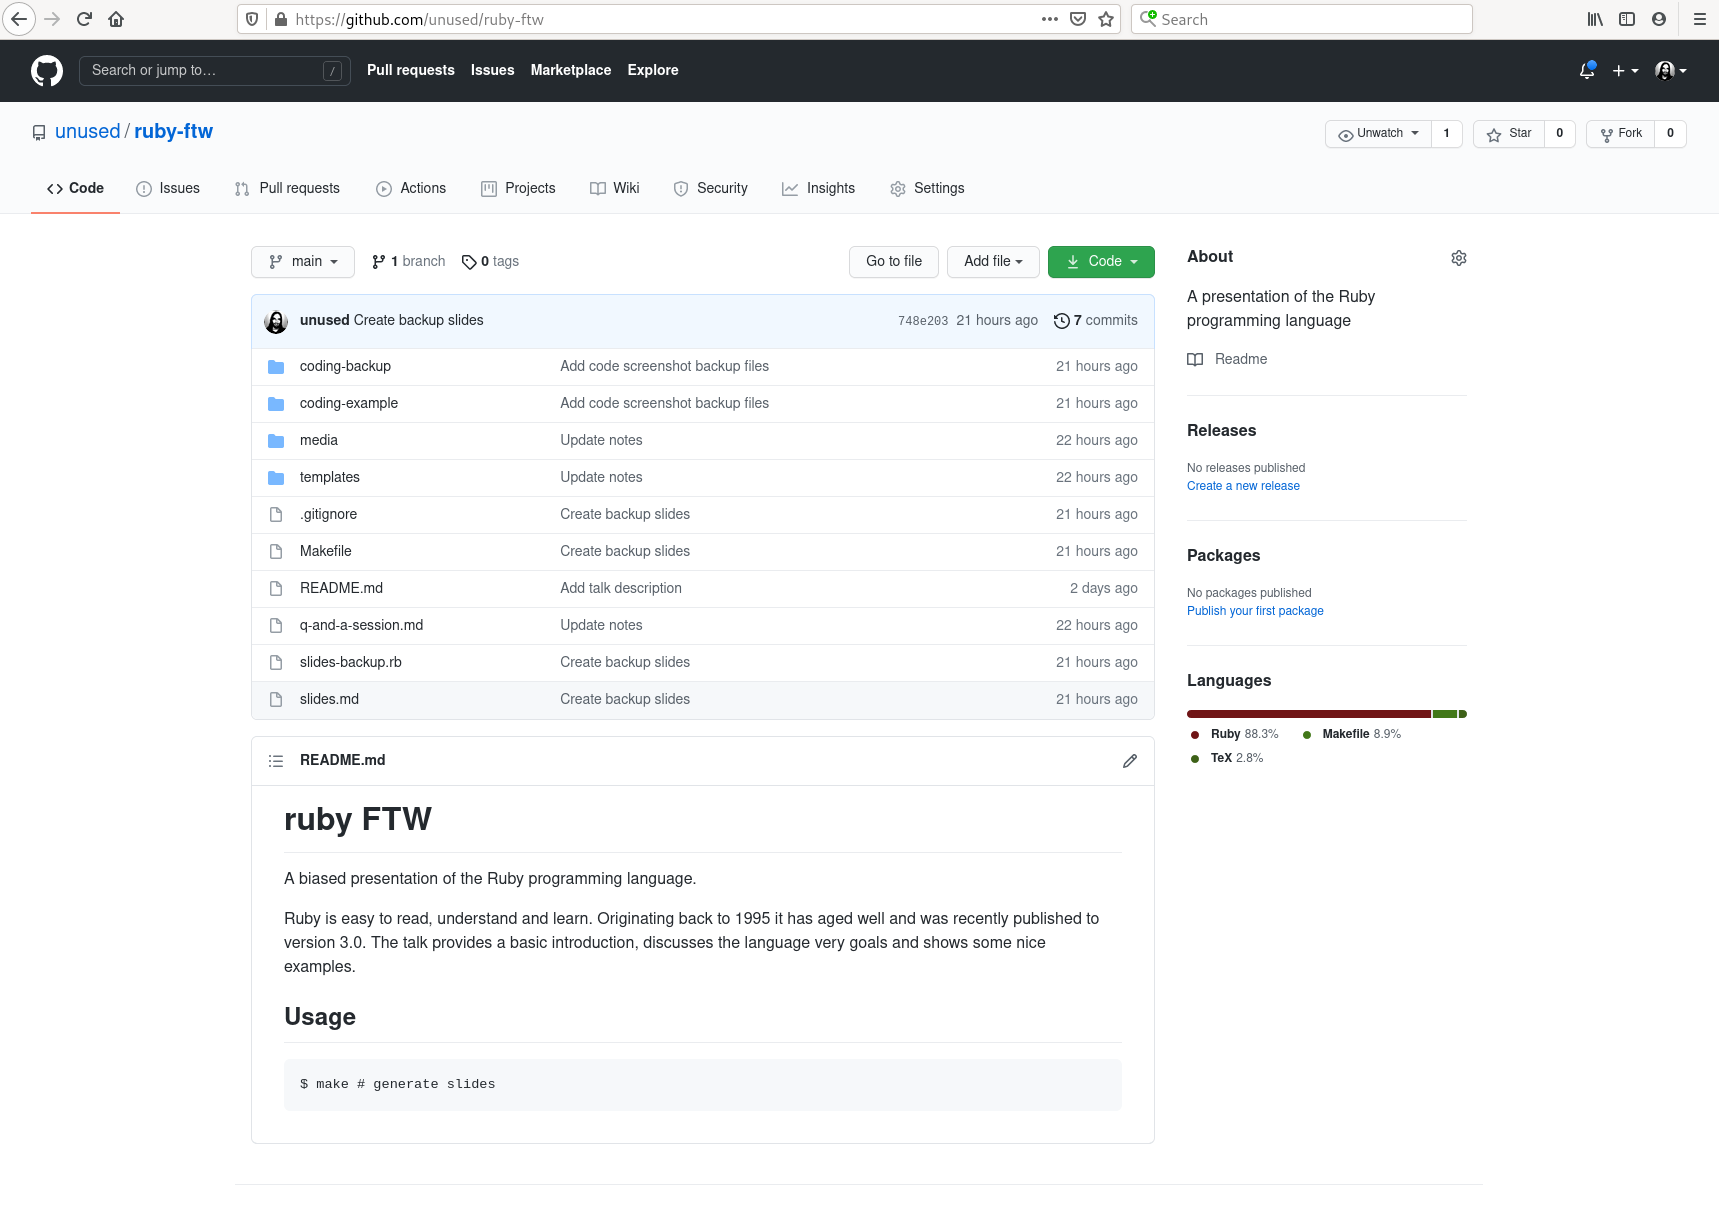 https://github.com/unused/ruby-ftw
Search
Search or jump to…
/
Pull requests
Issues
Marketplace
Explore
unused / ruby-ftw
Unwatch 1
Star 0
Fork 0
Code
Issues
Pull requests
Actions
Projects
Wiki
Security
Insights
Settings
main
1 branch
0 tags
Go to file
Add file
Code
unused Create backup slides 748e203 21 hours ago 7 commits
coding-backup Add code screenshot backup files 21 hours ago
coding-example Add code screenshot backup files 21 hours ago
media Update notes 22 hours ago
templates Update notes 22 hours ago
.gitignore Create backup slides 21 hours ago
Makefile Create backup slides 21 hours ago
README.md Add talk description 2 days ago
q-and-a-session.md Update notes 22 hours ago
slides-backup.rb Create backup slides 21 hours ago
slides.md Create backup slides 21 hours ago
README.md
ruby FTW
A biased presentation of the Ruby programming language.
Ruby is easy to read, understand and learn. Originating back to 1995 it has aged well and was recently published to
version 3.0. The talk provides a basic introduction, discusses the language very goals and shows some nice
examples.
Usage
$ make # generate slides
About
A presentation of the Ruby
programming language
Readme
Releases
No releases published
Create a new release
Packages
No packages published
Publish your first package
Languages
Ruby 88.3% Makefile 8.9%
TeX 2.8%